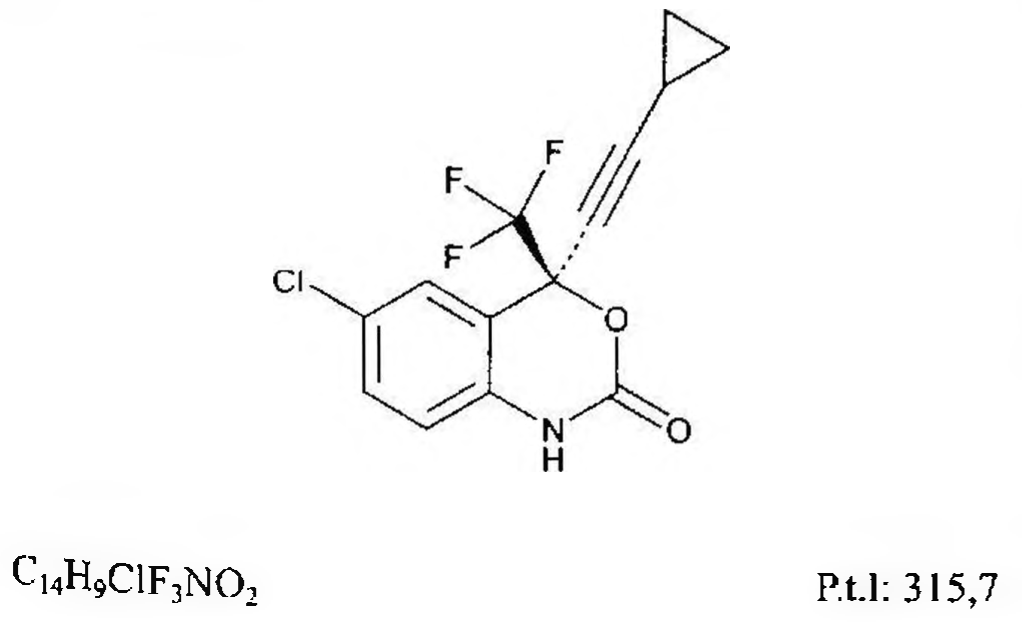 F
F
F
Cl
O
N
H
O
C₁₄H₉ClF₃NO₂
P.t.l: 315,7